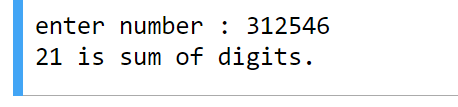 enter number : 312546
21 is sum of digits.